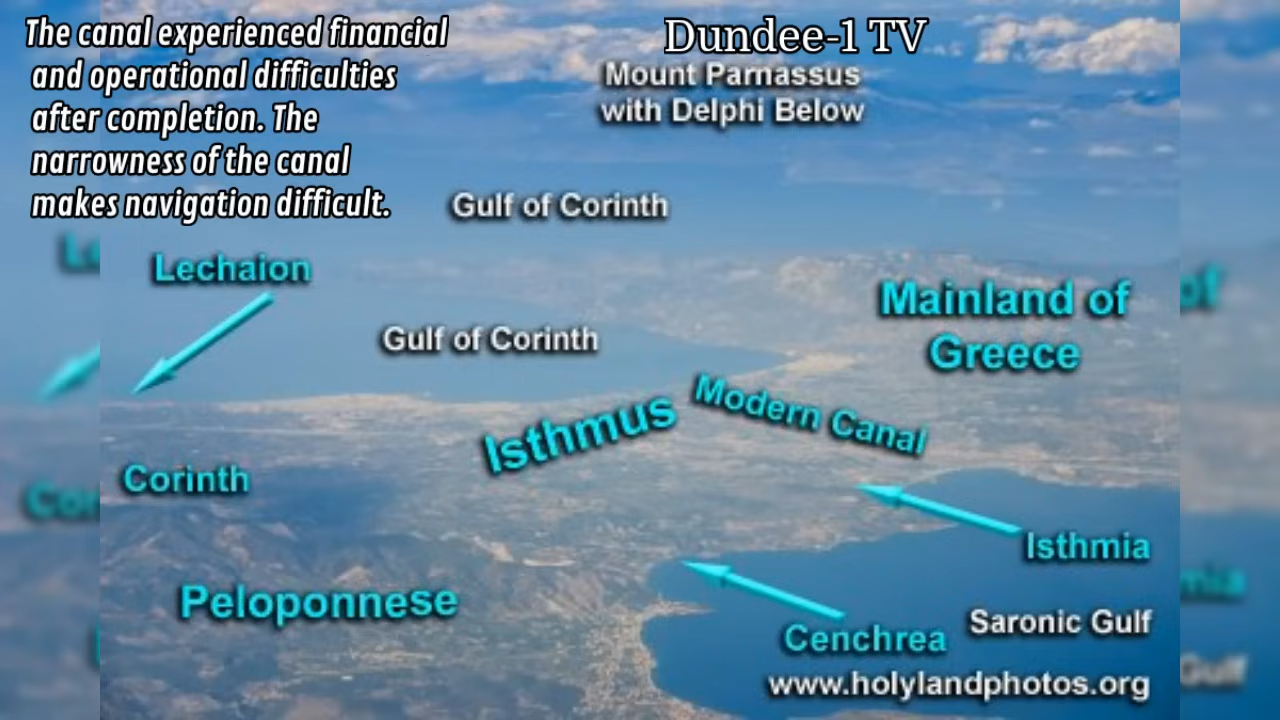 The canal experienced financial
and operational difficulties
after completion. The
narrowness of the canal
makes navigation difficult.
Dundee-1 TV
Mount Parnassus
with Delphi Below
Gulf of Corinth
Lechaion
Gulf of Corinth
Mainland of
Greece
Isthmus
Modern Canal
Corinth
Isthmia
Peloponnese
Cenchrea
Saronic Gulf
www.holylandphotos.org